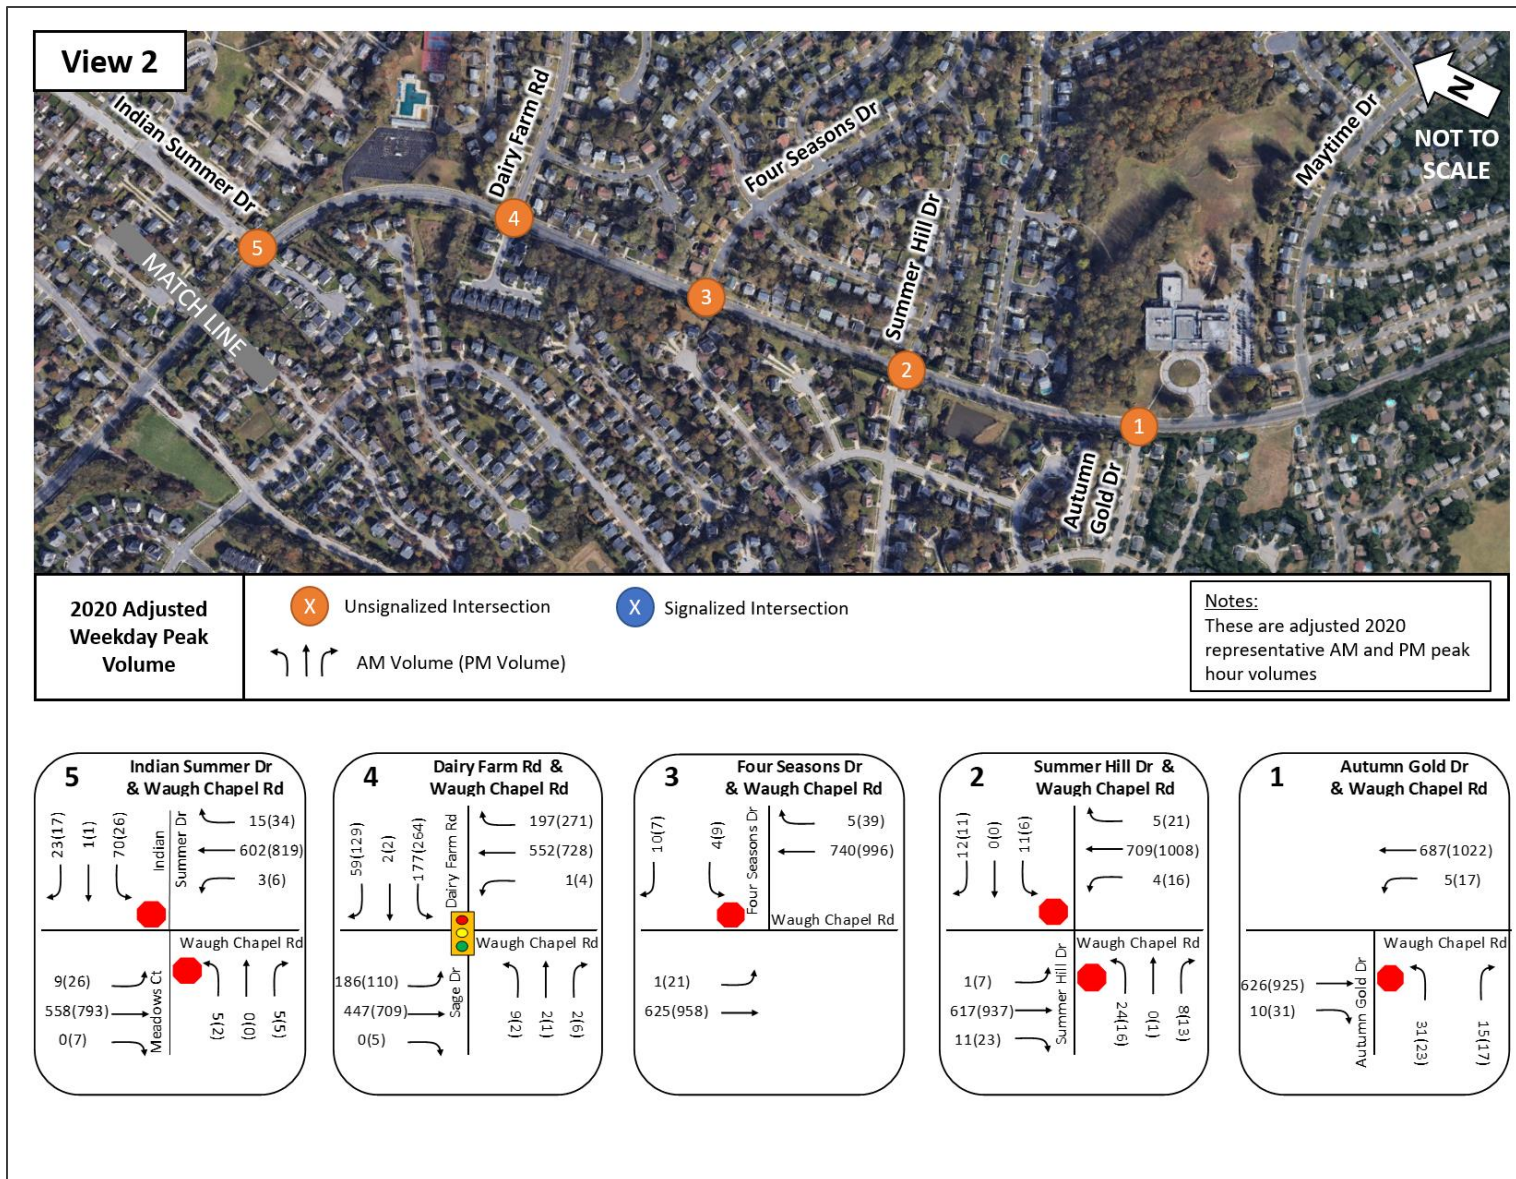 View 2
Indian Summer Dr
Dairy Farm Rd
Four Seasons Dr
Summer Hill Dr
Maytime Dr
N
NOT TO
SCALE
5
4
3
2
1
MATCH LINE
Autumn
Gold Dr
2020 Adjusted
Weekday Peak
Volume
X Unsignalized Intersection
X Signalized Intersection
AM Volume (PM Volume)
Notes:
These are adjusted 2020
representative AM and PM peak
hour volumes
5
Indian Summer Dr
& Waugh Chapel Rd
23(17)
1(1)
70(26)
Indian
Summer Dr
15(34)
602(819)
3(6)
Waugh Chapel Rd
9(26)
558(793)
0(7)
Meadows Ct
5(2)
0(0)
5(5)
4
Dairy Farm Rd &
Waugh Chapel Rd
59(129)
2(2)
177(264)
Dairy Farm Rd
197(271)
552(728)
1(4)
Waugh Chapel Rd
186(110)
447(709)
0(5)
Sage Dr
9(2)
2(1)
2(6)
3
Four Seasons Dr
& Waugh Chapel Rd
10(7)
4(9)
Four Seasons Dr
5(39)
740(996)
Waugh Chapel Rd
1(21)
625(958)
2
Summer Hill Dr &
Waugh Chapel Rd
12(11)
0(0)
11(6)
5(21)
709(1008)
4(16)
Waugh Chapel Rd
1(7)
617(937)
11(23)
Summer Hill Dr
24(16)
0(1)
8(13)
1
Autumn Gold Dr
& Waugh Chapel Rd
687(1022)
5(17)
Waugh Chapel Rd
626(925)
10(31)
Autumn Gold Dr
31(23)
15(17)